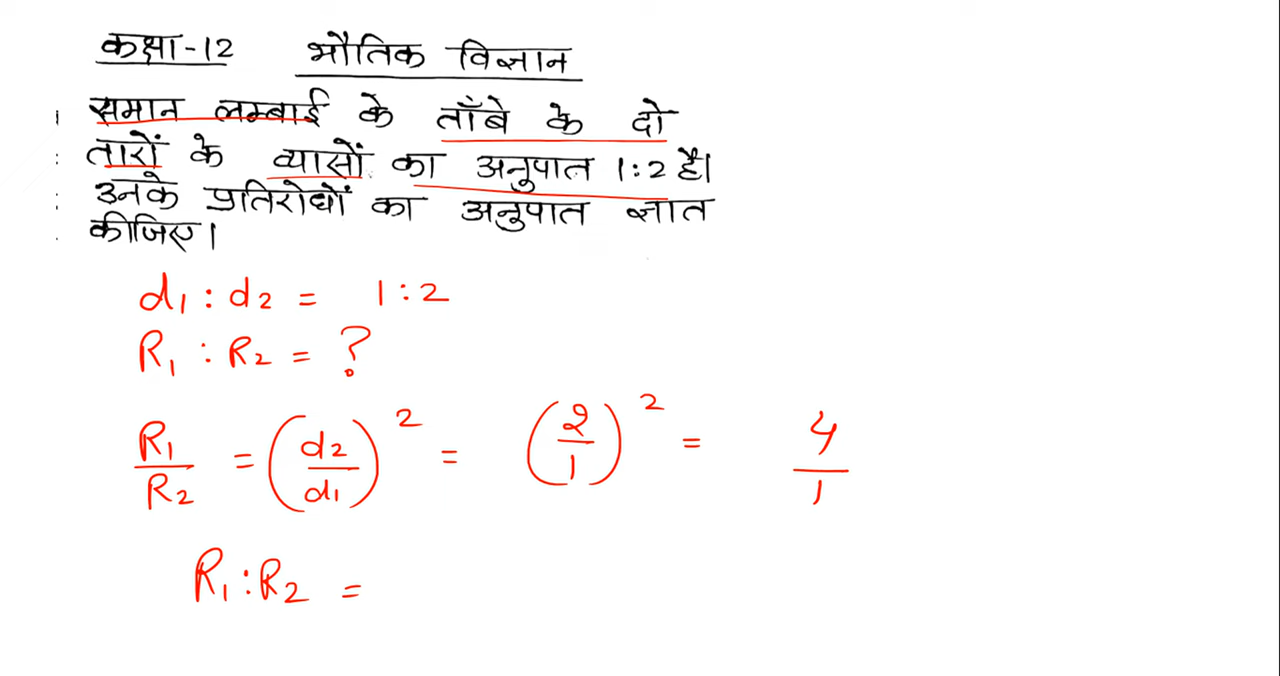 कक्षा-12 भौतिक विज्ञान
समान लम्बाई के ताँबे के दो
तारों के व्यासों का अनुपात 1:2 है।
उनके प्रतिरोधों का अनुपात ज्ञात
कीजिए।
d₁ : d₂ = 1 : 2
R₁ : R₂ = ?
R₁/R₂ = (d₂/d₁)² = (2/1)² = 4/1
R₁ : R₂ =